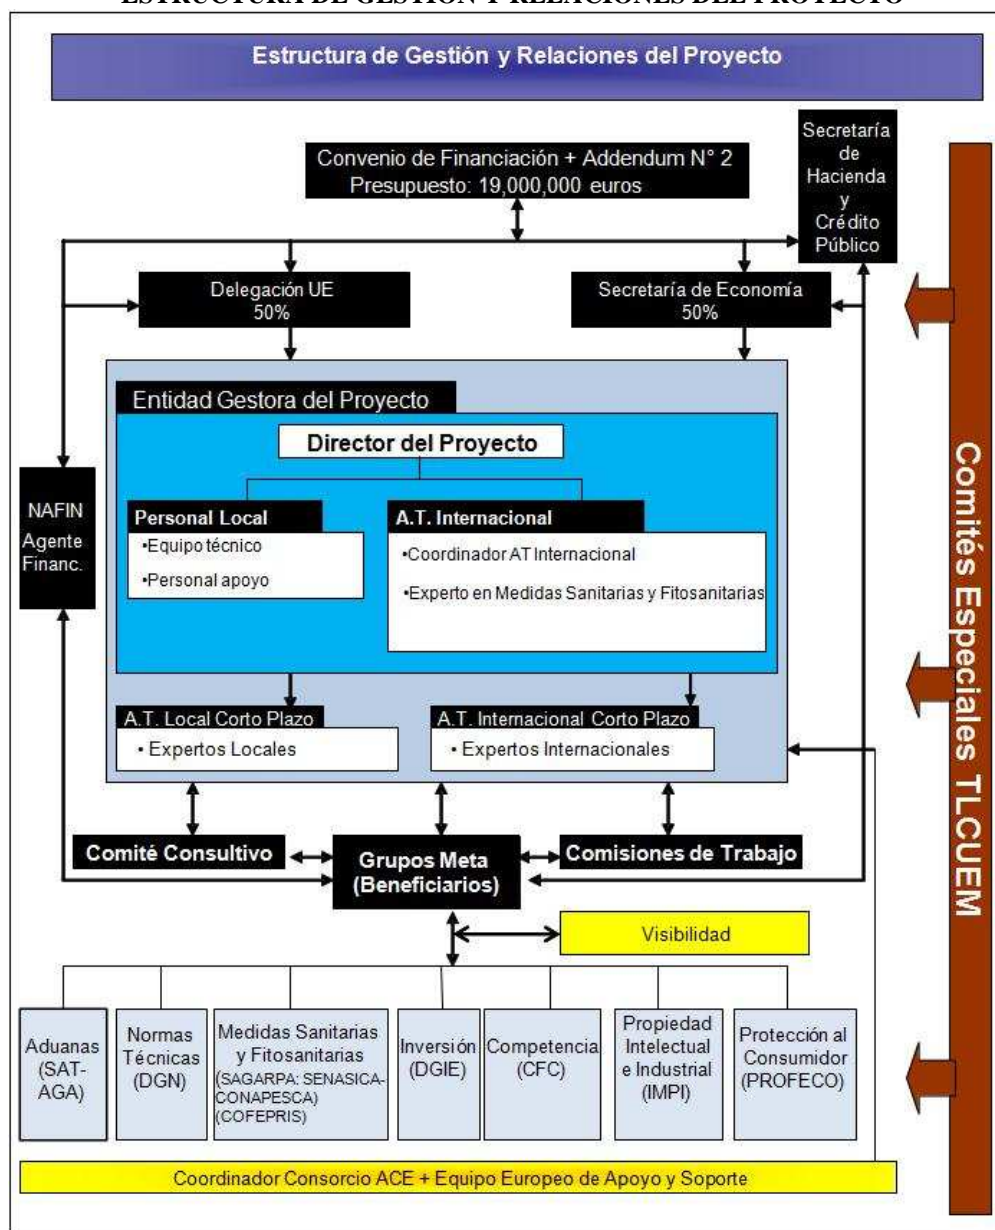 ESTRUCTURA DE GESTIÓN Y RELACIONES DEL PROYECTO
Estructura de Gestión y Relaciones del Proyecto
Convenio de Financiación + Addendum N° 2
Presupuesto: 19,000,000 euros
Secretaría
de
Hacienda
y
Crédito
Público
Delegación UE
50%
Secretaría de Economía
50%
Entidad Gestora del Proyecto
Director del Proyecto
NAFIN
Agente
Financ.
Personal Local
•Equipo técnico
•Personal apoyo
A.T. Internacional
•Coordinador AT Internacional
•Experto en Medidas Sanitarias y Fitosanitarias
A.T. Local Corto Plazo
• Expertos Locales
A.T. Internacional Corto Plazo
• Expertos Internacionales
Comité Consultivo
Grupos Meta
(Beneficiarios)
Comisiones de Trabajo
Visibilidad
Aduanas
(SAT-
AGA)
Normas
Técnicas
(DGN)
Medidas Sanitarias
y Fitosanitarias
(SAGARPA: SENASICA-
CONAPESCA)
(COFEPRIS)
Inversión
(DGIE)
Competencia
(CFC)
Propiedad
Intelectual
e Industrial
(IMPI)
Protección al
Consumidor
(PROFECO)
Coordinador Consorcio ACE + Equipo Europeo de Apoyo y Soporte
Comités Especiales TLCUEM